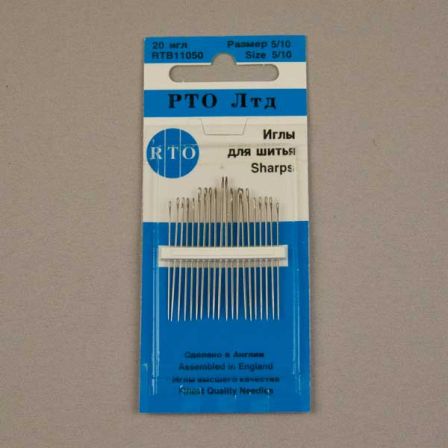 20 игл Размер 5/10
RTB11050 Size 5/10
РТО Лтд
RTO
Иглы
для шитья
Sharps
Сделано в Англии
Assembled in England
Иглы высшего качества
Finest Quality Needles